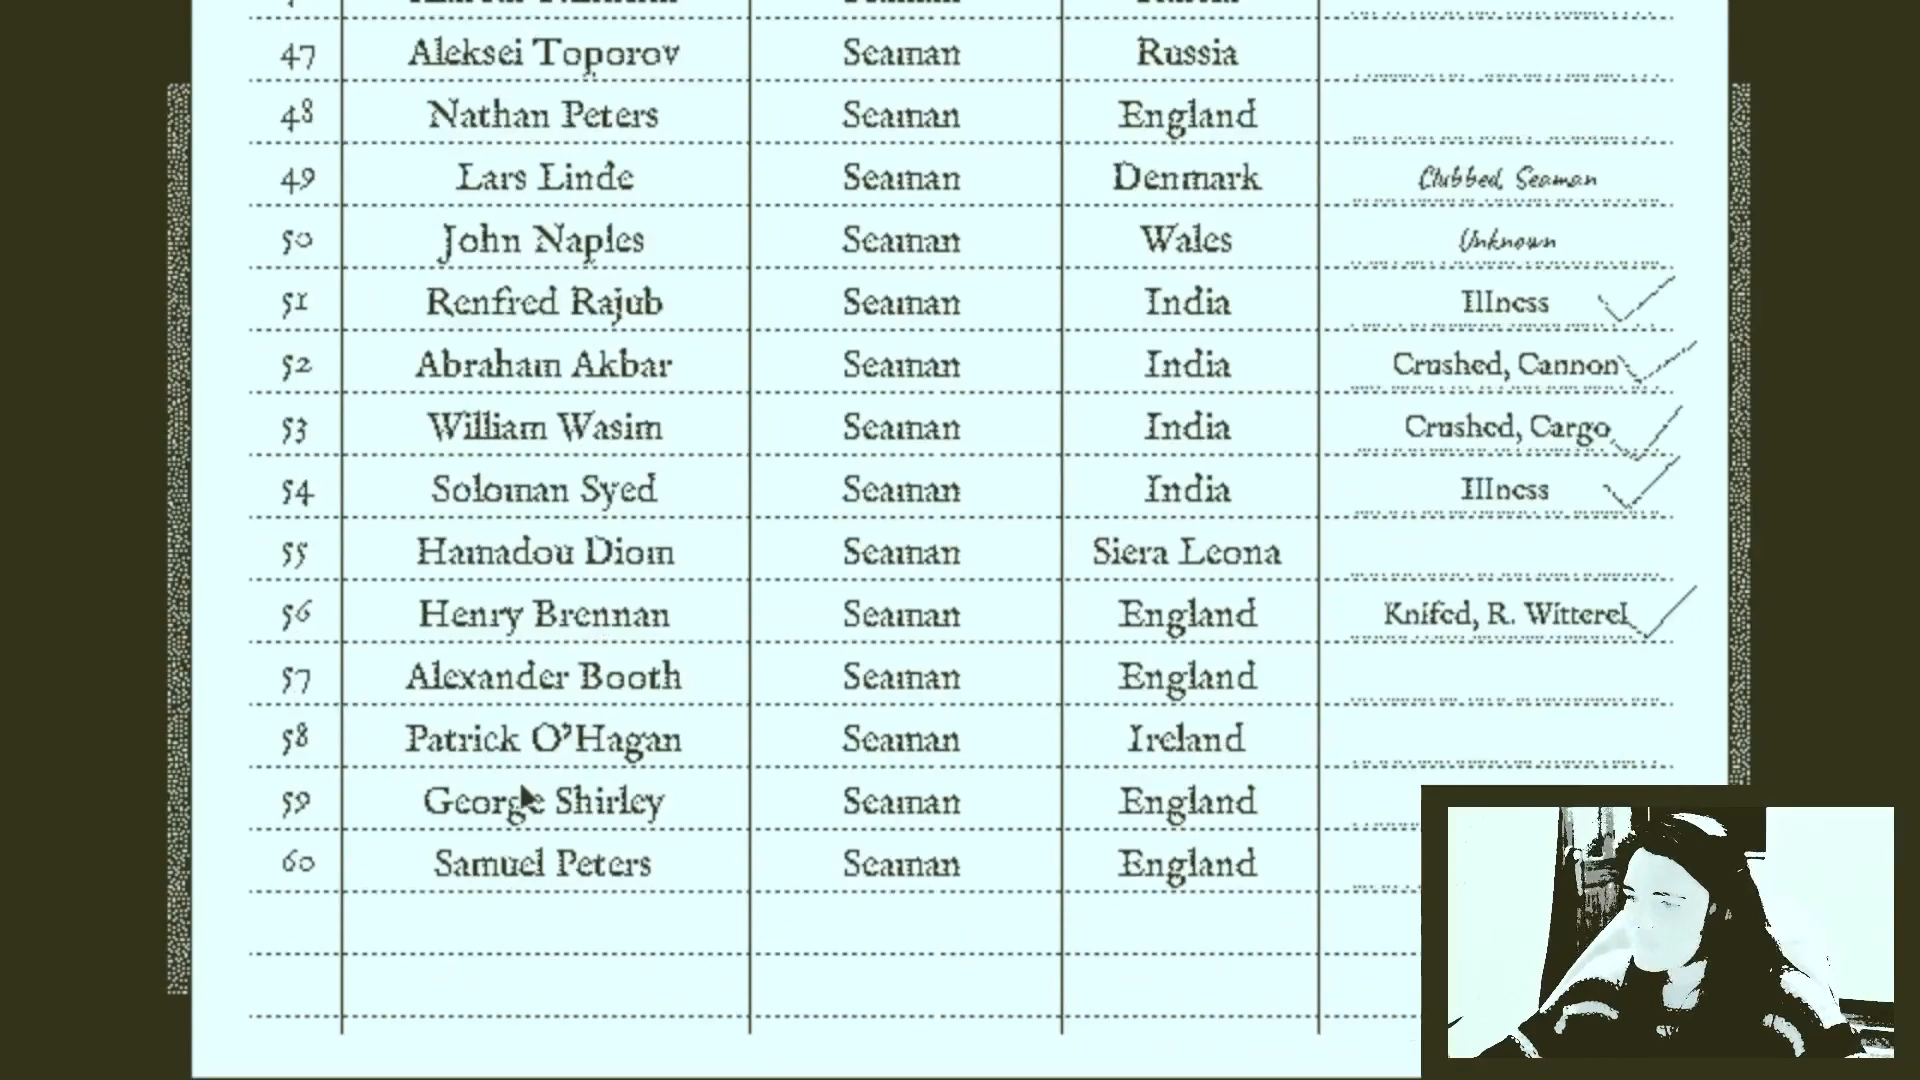 47 Aleksei Toporov Seaman Russia
48 Nathan Peters Seaman England
49 Lars Linde Seaman Denmark Clubbed, Seaman
50 John Naples Seaman Wales Unknown
51 Renfred Rajub Seaman India Illness
52 Abraham Akbar Seaman India Crushed, Cannon
53 William Wasim Seaman India Crushed, Cargo
54 Soloman Syed Seaman India Illness
55 Hamadou Diom Seaman Siera Leona
56 Henry Brennan Seaman England Knifed, R. Witterel
57 Alexander Booth Seaman England
58 Patrick O'Hagan Seaman Ireland
59 George Shirley Seaman England
60 Samuel Peters Seaman England